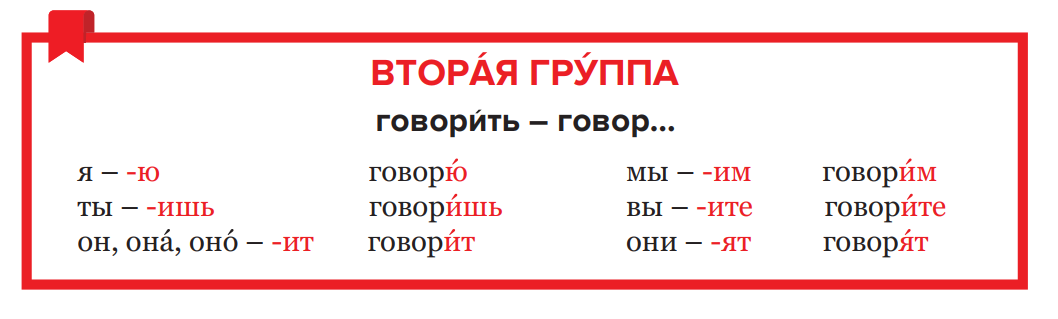 ВТОРА́Я ГРУ́ППА
говори́ть – говор...
я – -ю говорю́ мы – -им говори́м
ты – -ишь говори́шь вы – -ите говори́те
он, она́, оно́ – -ит говори́т они – -ят говоря́т